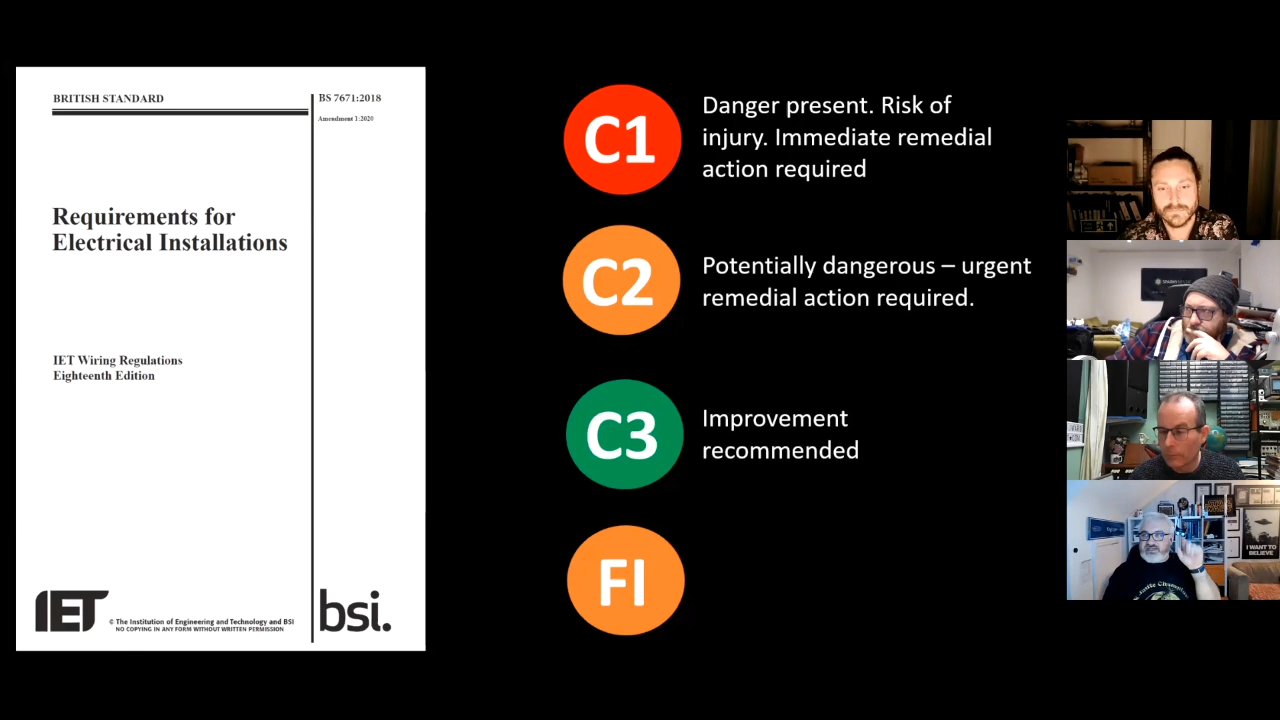 BRITISH STANDARD
BS 7671:2018
Amendment 1:2020
Requirements for
Electrical Installations
IET Wiring Regulations
Eighteenth Edition
IET
© The Institution of Engineering and Technology and BSI
NO COPYING IN ANY FORM WITHOUT WRITTEN PERMISSION
bsi.
C1
Danger present. Risk of
injury. Immediate remedial
action required
C2
Potentially dangerous – urgent
remedial action required.
C3
Improvement
recommended
FI
I WANT TO
BELIEVE